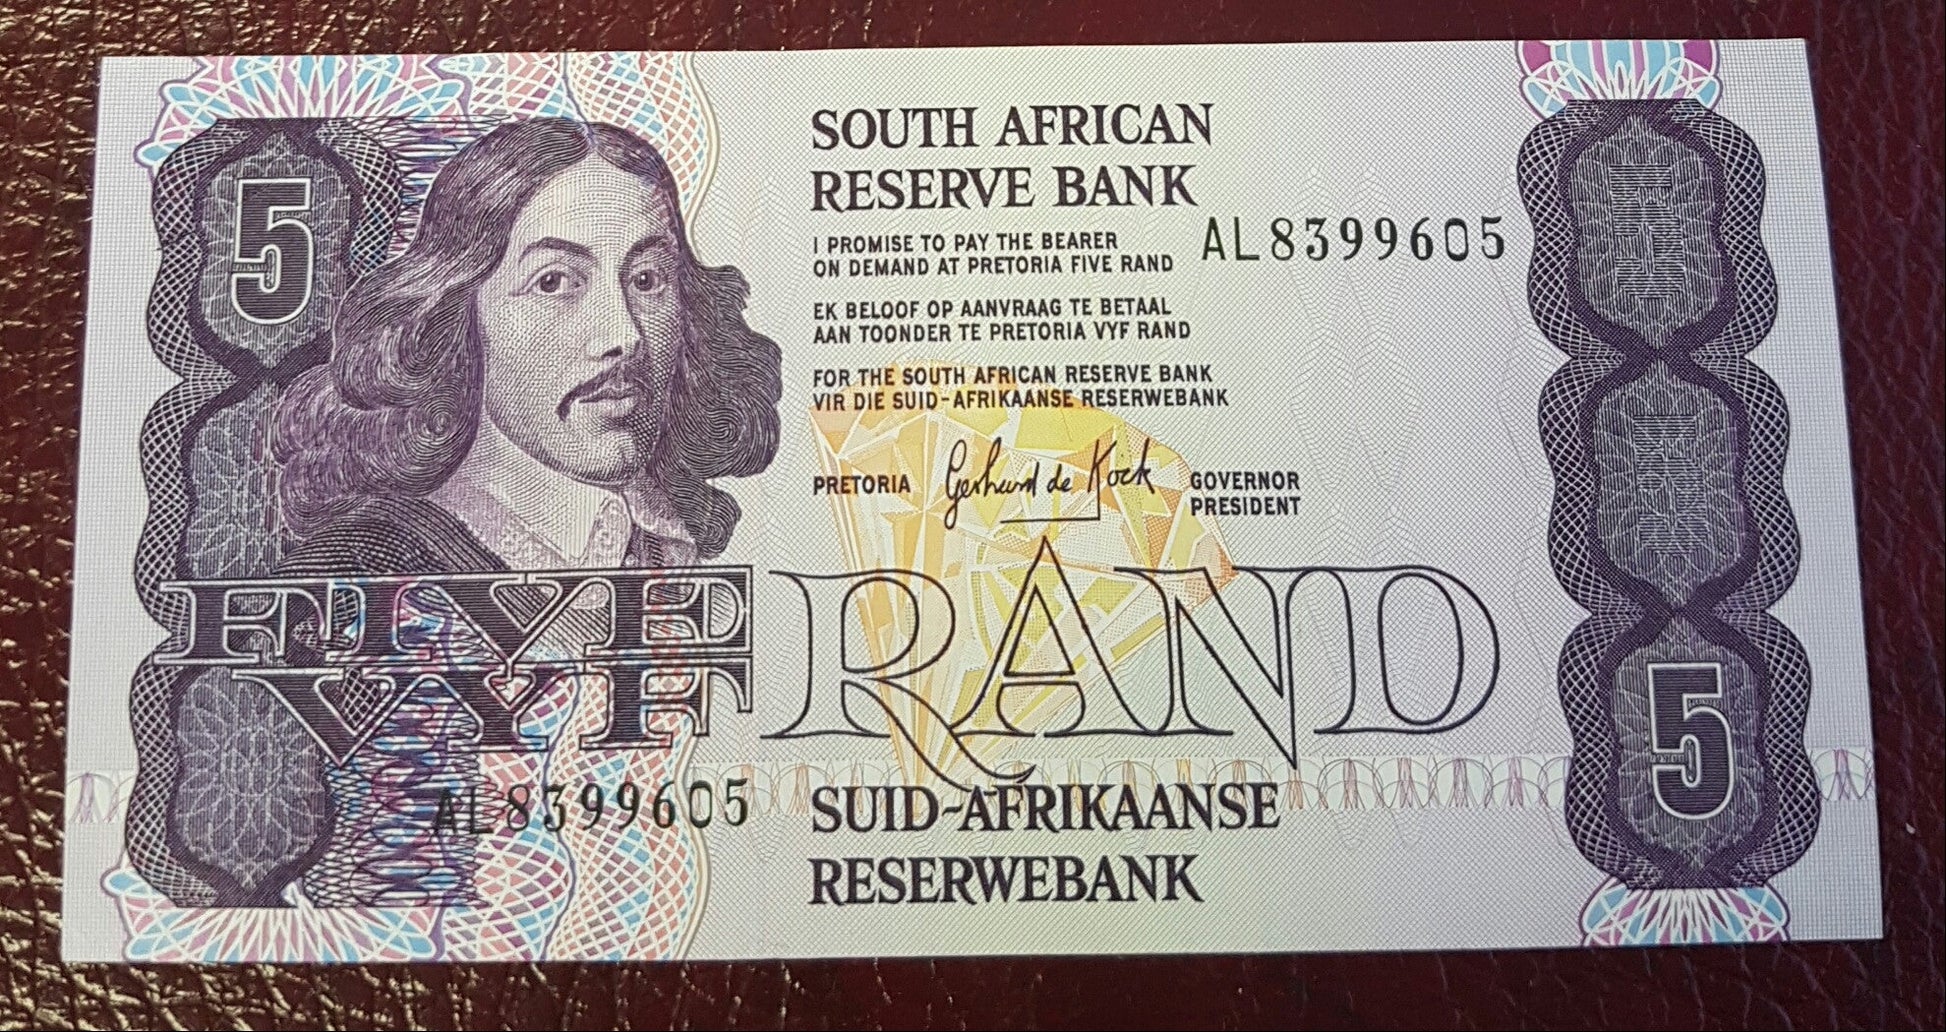 5
SOUTH AFRICAN
RESERVE BANK
AL8399605
I PROMISE TO PAY THE BEARER
ON DEMAND AT PRETORIA FIVE RAND
EK BELOOF OP AANVRAAG TE BETAAL
AAN TOONDER TE PRETORIA VYF RAND
FOR THE SOUTH AFRICAN RESERVE BANK
VIR DIE SUID-AFRIKAANSE RESERWEBANK
PRETORIA Gerhard de Kock GOVERNOR
PRESIDENT
FIVE RAND
VYF
5
AL8399605
SUID-AFRIKAANSE
RESERWEBANK